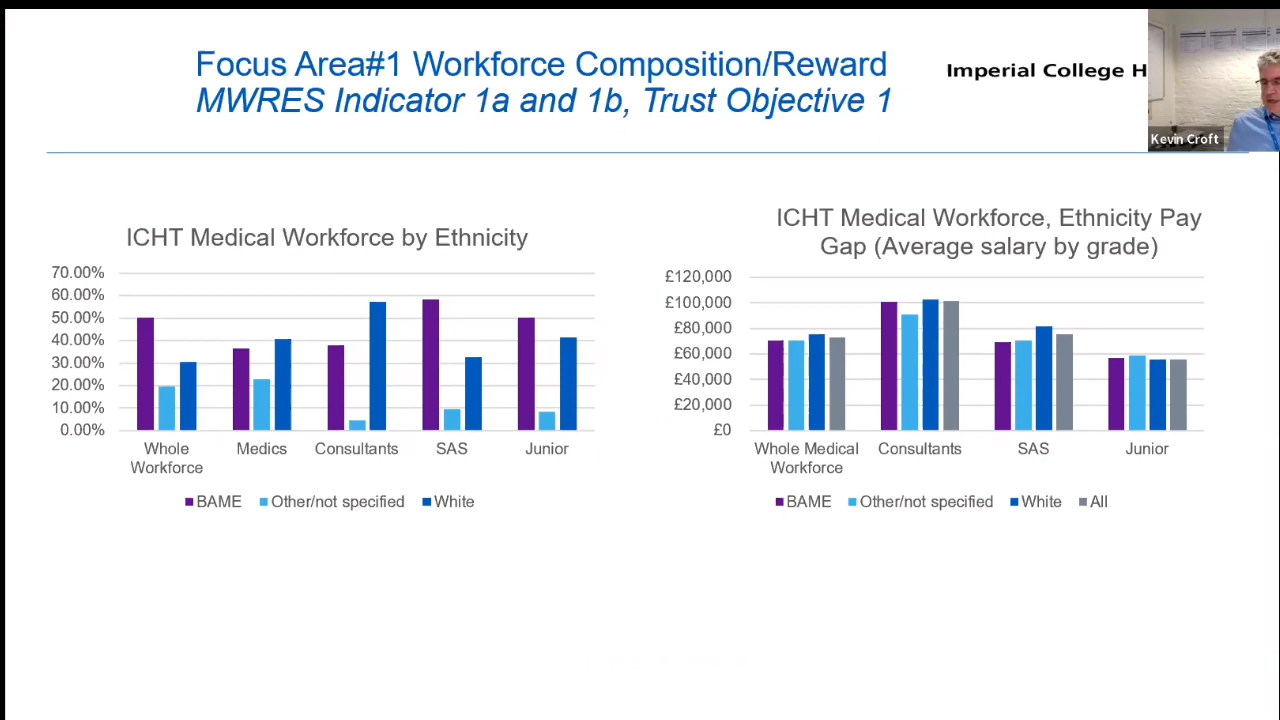 Focus Area#1 Workforce Composition/Reward
MWRES Indicator 1a and 1b, Trust Objective 1
Imperial College H
Kevin Croft
ICHT Medical Workforce by Ethnicity
70.00%
60.00%
50.00%
40.00%
30.00%
20.00%
10.00%
0.00%
Whole
Workforce
Medics
Consultants
SAS
Junior
BAME
Other/not specified
White
ICHT Medical Workforce, Ethnicity Pay
Gap (Average salary by grade)
£120,000
£100,000
£80,000
£60,000
£40,000
£20,000
£0
Whole Medical
Workforce
Consultants
SAS
Junior
BAME
Other/not specified
White
All